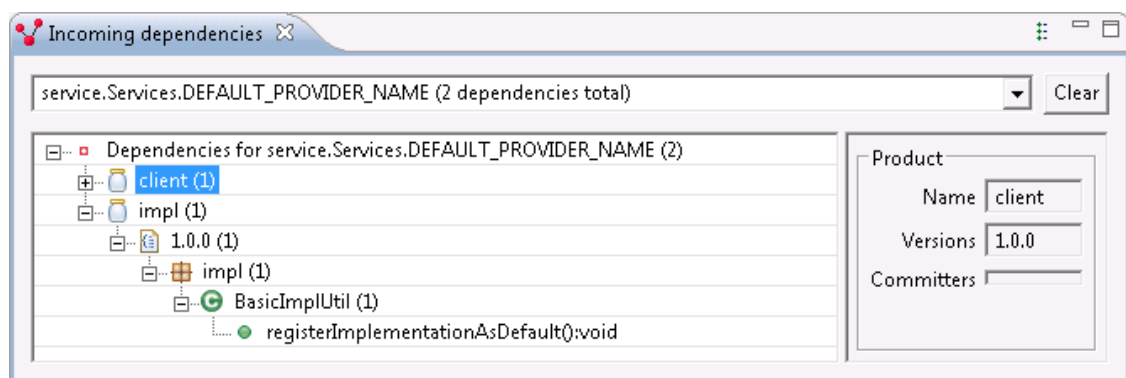 Incoming dependencies
service.Services.DEFAULT_PROVIDER_NAME (2 dependencies total)
Clear
Dependencies for service.Services.DEFAULT_PROVIDER_NAME (2)
client (1)
impl (1)
1.0.0 (1)
impl (1)
BasicImplUtil (1)
registerImplementationAsDefault():void
Product
Name client
Versions 1.0.0
Committers